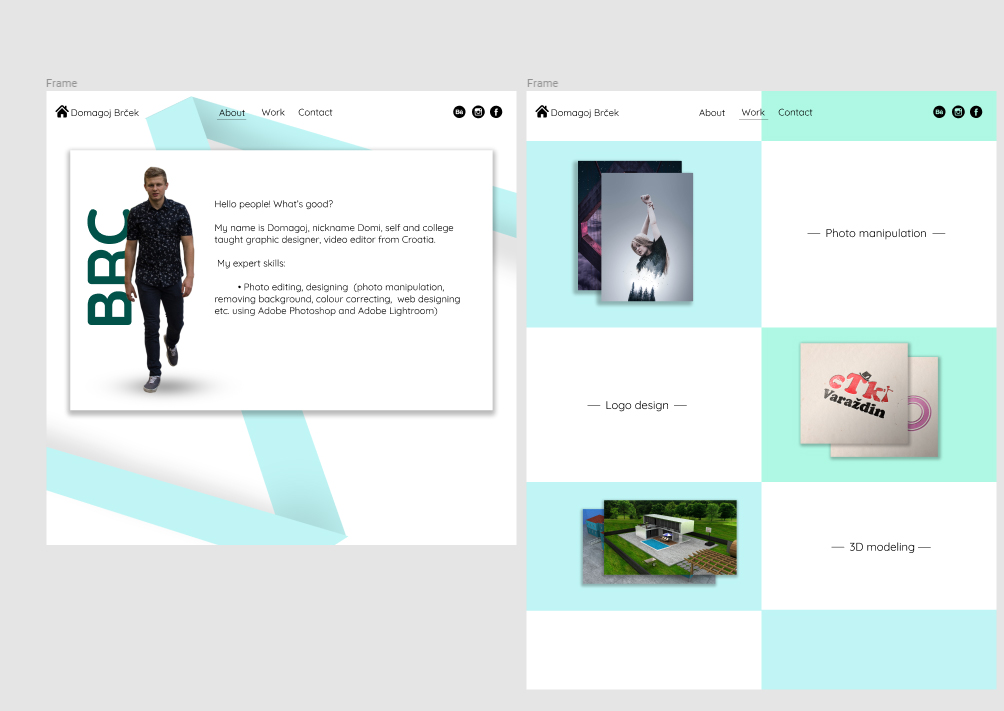 Frame
Domagoj Brček
About
Work
Contact
Bē
BRC
Hello people! What's good?
My name is Domagoj, nickname Domi, self and college
taught graphic designer, video editor from Croatia.
My expert skills:
• Photo editing, designing (photo manipulation,
removing background, colour correcting, web designing
etc. using Adobe Photoshop and Adobe Lightroom)
Frame
Domagoj Brček
About
Work
Contact
Bē
— Photo manipulation —
— Logo design —
cTki
Varaždin
— 3D modeling —